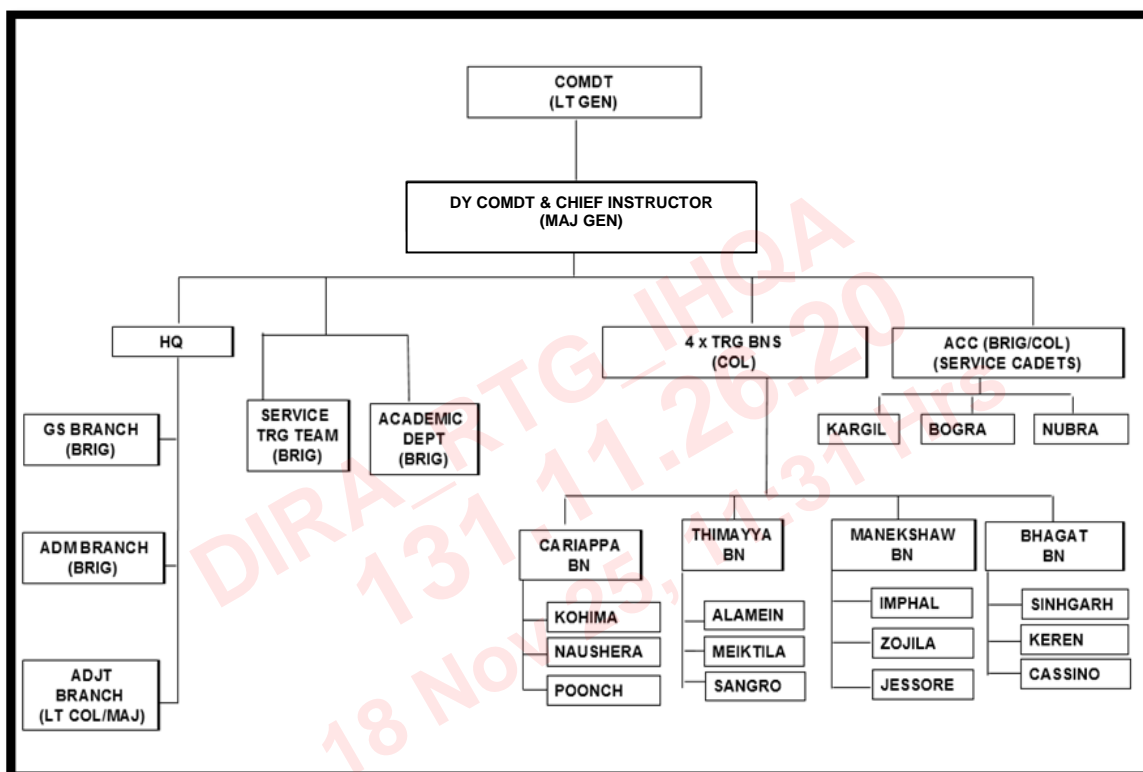 COMDT
(LT GEN)
DY COMDT & CHIEF INSTRUCTOR
(MAJ GEN)
HQ
GS BRANCH
(BRIG)
ADM BRANCH
(BRIG)
ADJT
BRANCH
(LT COL/MAJ)
SERVICE
TRG TEAM
(BRIG)
ACADEMIC
DEPT
(BRIG)
4 x TRG BNS
(COL)
ACC (BRIG/COL)
(SERVICE CADETS)
KARGIL
BOGRA
NUBRA
CARIAPPA
BN
KOHIMA
NAUSHERA
POONCH
THIMAYYA
BN
ALAMEIN
MEIKTILA
SANGRO
MANEKSHAW
BN
IMPHAL
ZOJILA
JESSORE
BHAGAT
BN
SINHGARH
KEREN
CASSINO
DIRA_RTG_IHQA
131.11.26.20
18 Nov 25, 11:31 Hrs